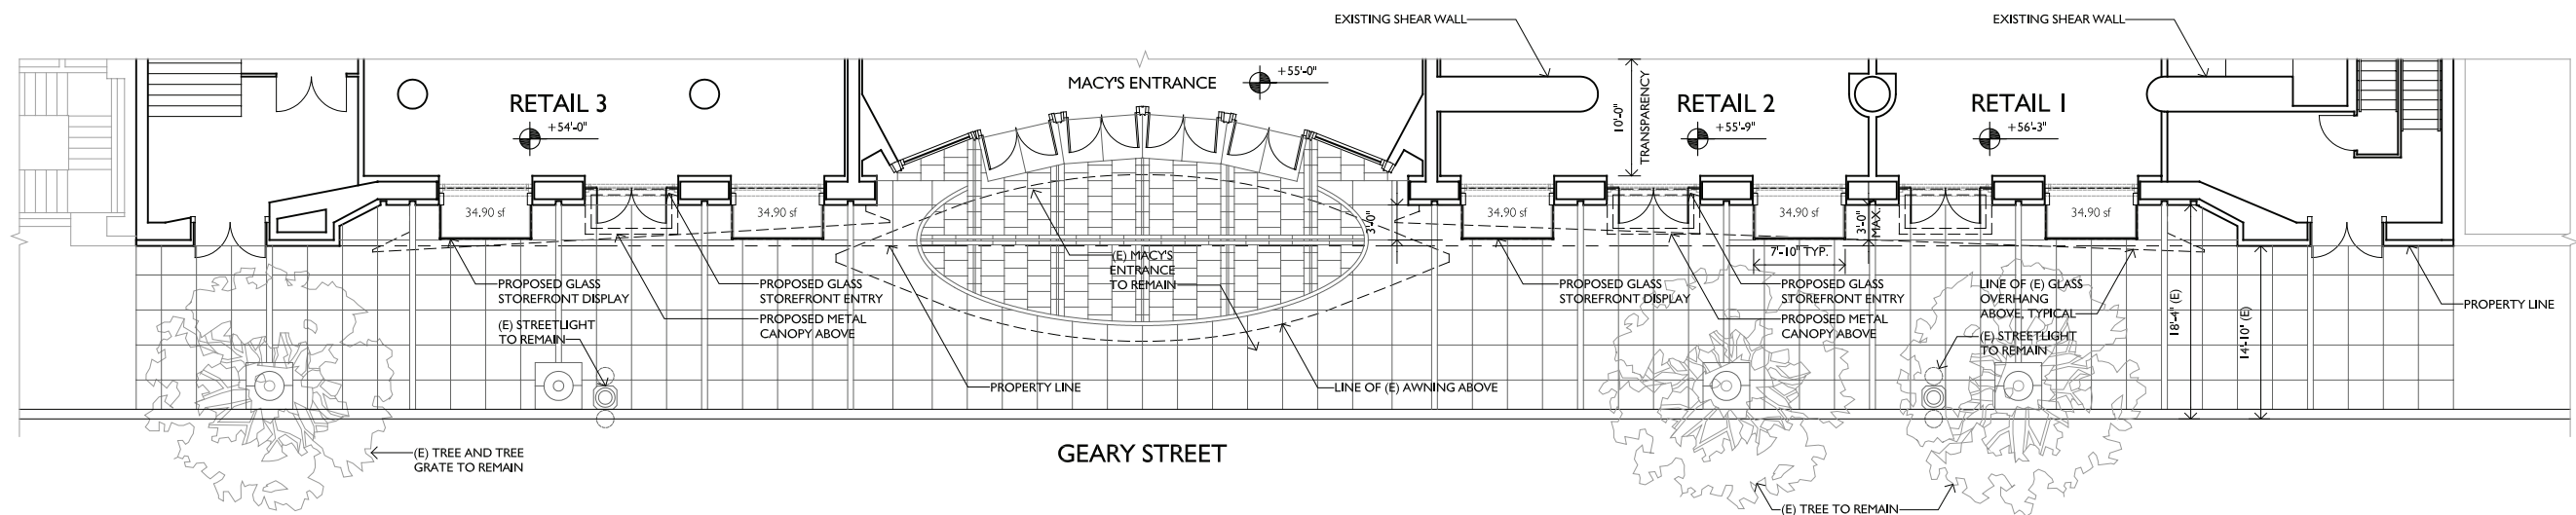 EXISTING SHEAR WALL
EXISTING SHEAR WALL
MACY'S ENTRANCE
+55'-0"
RETAIL 3
+54'-0"
10'-0"
TRANSPARENCY
RETAIL 2
+55'-9"
RETAIL 1
+56'-3"
34.90 sf
34.90 sf
3'-0"
34.90 sf
34.90 sf
3'-0"
MAX.
34.90 sf
7'-10" TYP.
(E) MACY'S
ENTRANCE
TO REMAIN
PROPOSED GLASS
STOREFRONT DISPLAY
PROPOSED GLASS
STOREFRONT ENTRY
PROPOSED METAL
CANOPY ABOVE
(E) STREETLIGHT
TO REMAIN
PROPOSED GLASS
STOREFRONT DISPLAY
PROPOSED GLASS
STOREFRONT ENTRY
PROPOSED METAL
CANOPY ABOVE
LINE OF (E) GLASS
OVERHANG
ABOVE, TYPICAL
(E) STREETLIGHT
TO REMAIN
18'-4" (E)
14'-10" (E)
PROPERTY LINE
PROPERTY LINE
LINE OF (E) AWNING ABOVE
GEARY STREET
(E) TREE AND TREE
GRATE TO REMAIN
(E) TREE TO REMAIN